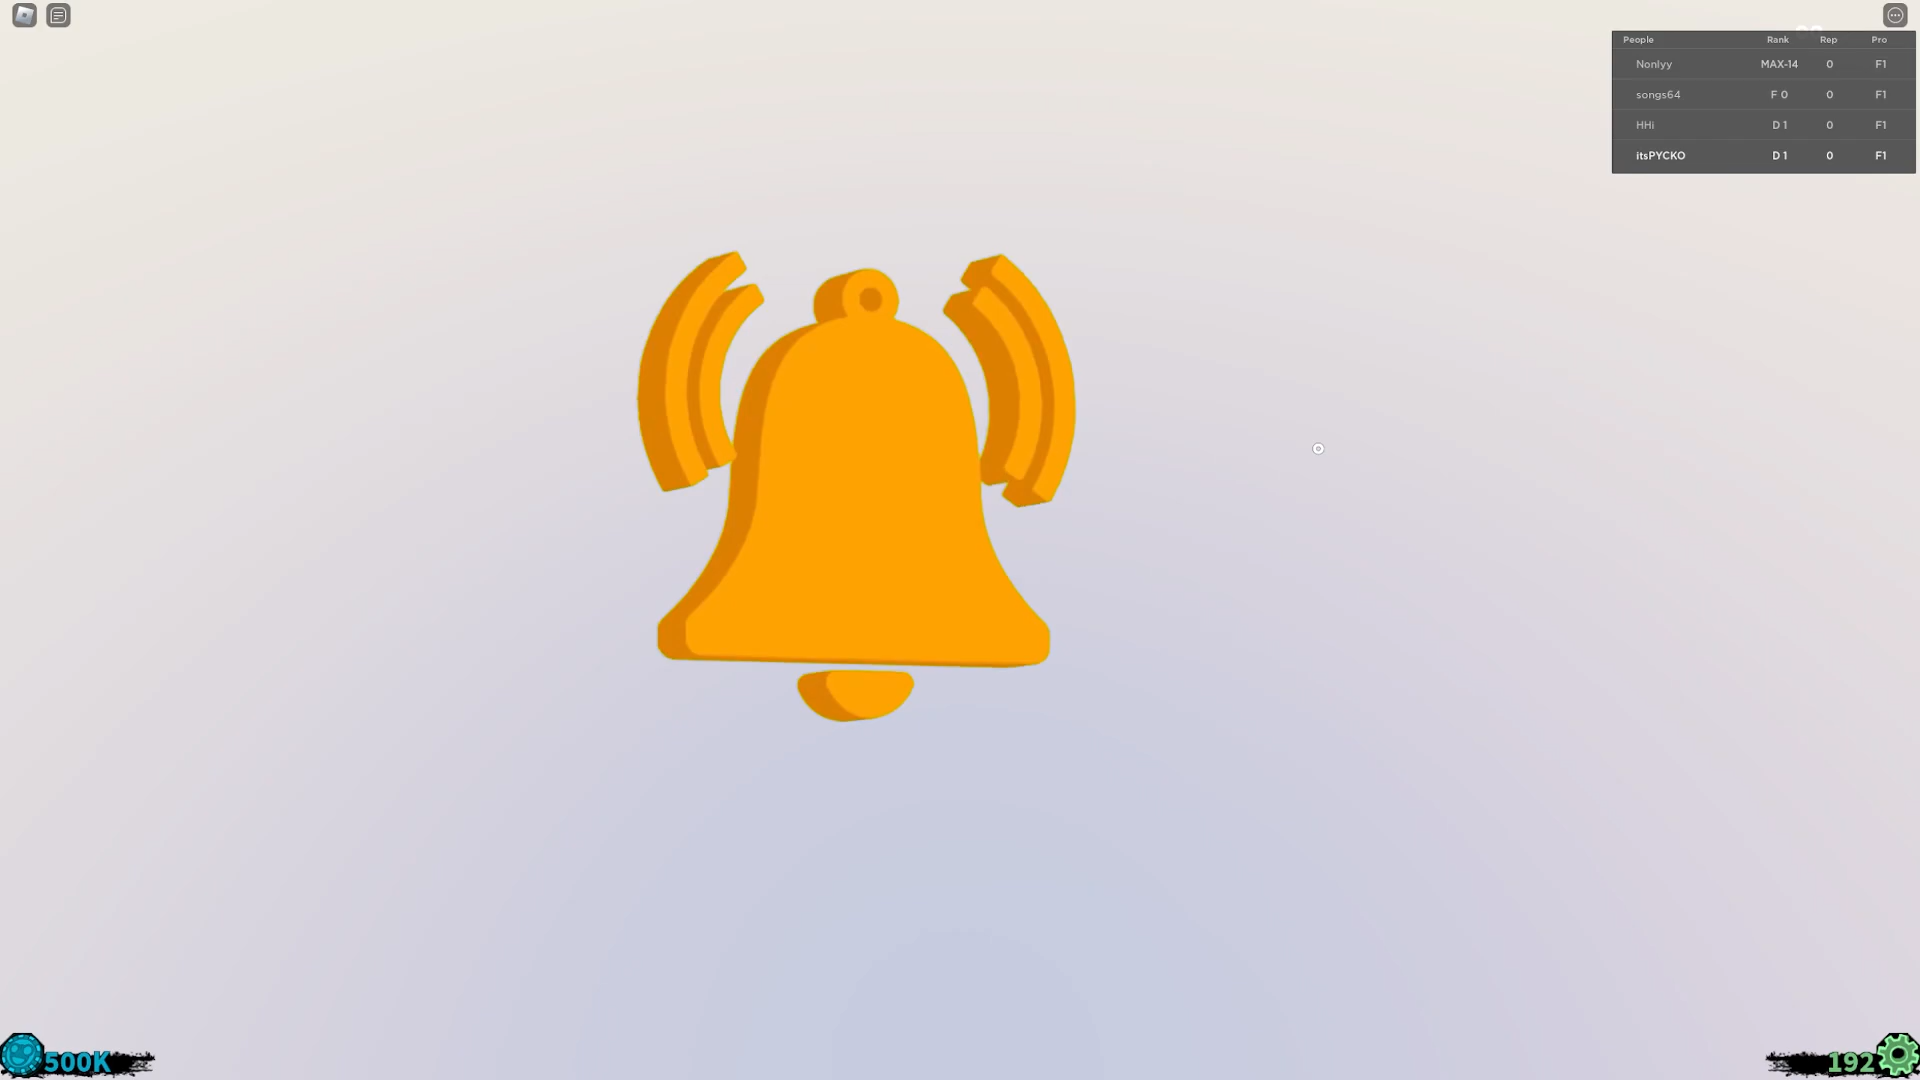 People Rank Rep Pro
Nonlyy MAX-14 0 F1
songs64 F 0 0 F1
HHi D 1 0 F1
itsPYCKO D 1 0 F1
500K
192